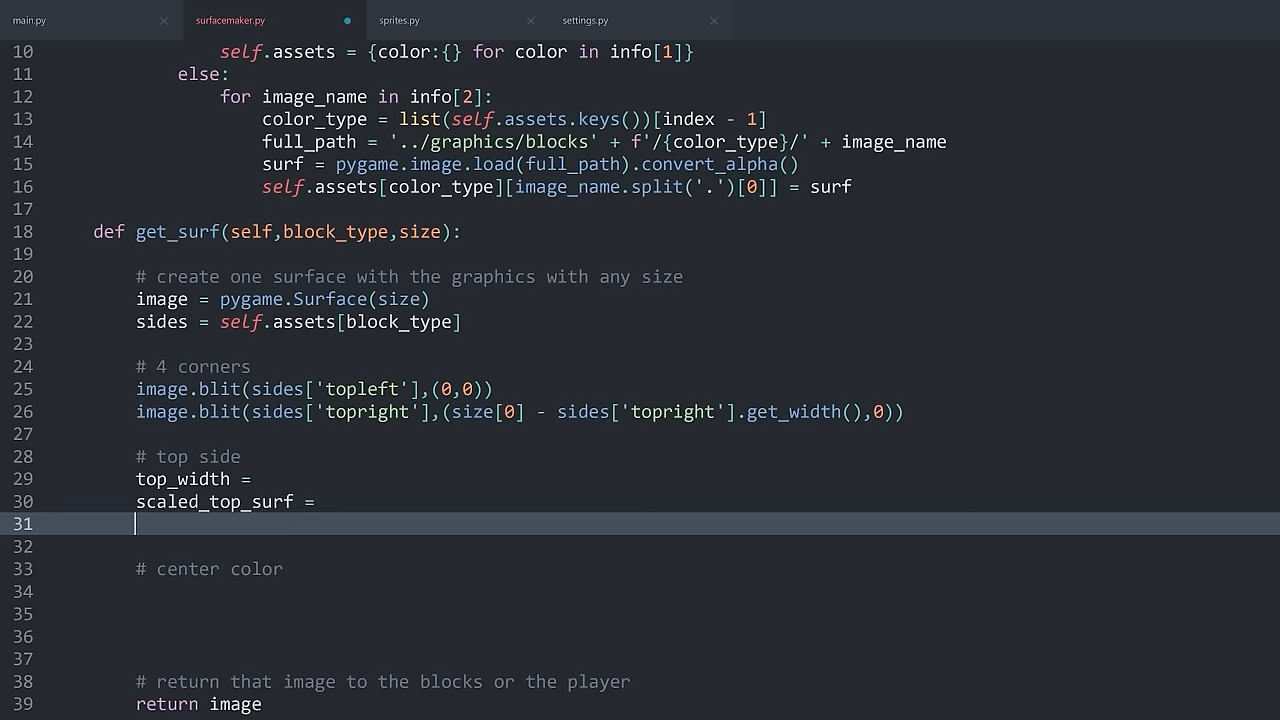 main.py
surfacemaker.py
sprites.py
settings.py
10 self.assets = {color:{} for color in info[1]}
11 else:
12 for image_name in info[2]:
13 color_type = list(self.assets.keys())[index - 1]
14 full_path = '../graphics/blocks' + f'/{color_type}/' + image_name
15 surf = pygame.image.load(full_path).convert_alpha()
16 self.assets[color_type][image_name.split('.')[0]] = surf
17
18 def get_surf(self,block_type,size):
19
20 # create one surface with the graphics with any size
21 image = pygame.Surface(size)
22 sides = self.assets[block_type]
23
24 # 4 corners
25 image.blit(sides['topleft'],(0,0))
26 image.blit(sides['topright'],(size[0] - sides['topright'].get_width(),0))
27
28 # top side
29 top_width =
30 scaled_top_surf =
31
32
33 # center color
34
35
36
37
38 # return that image to the blocks or the player
39 return image